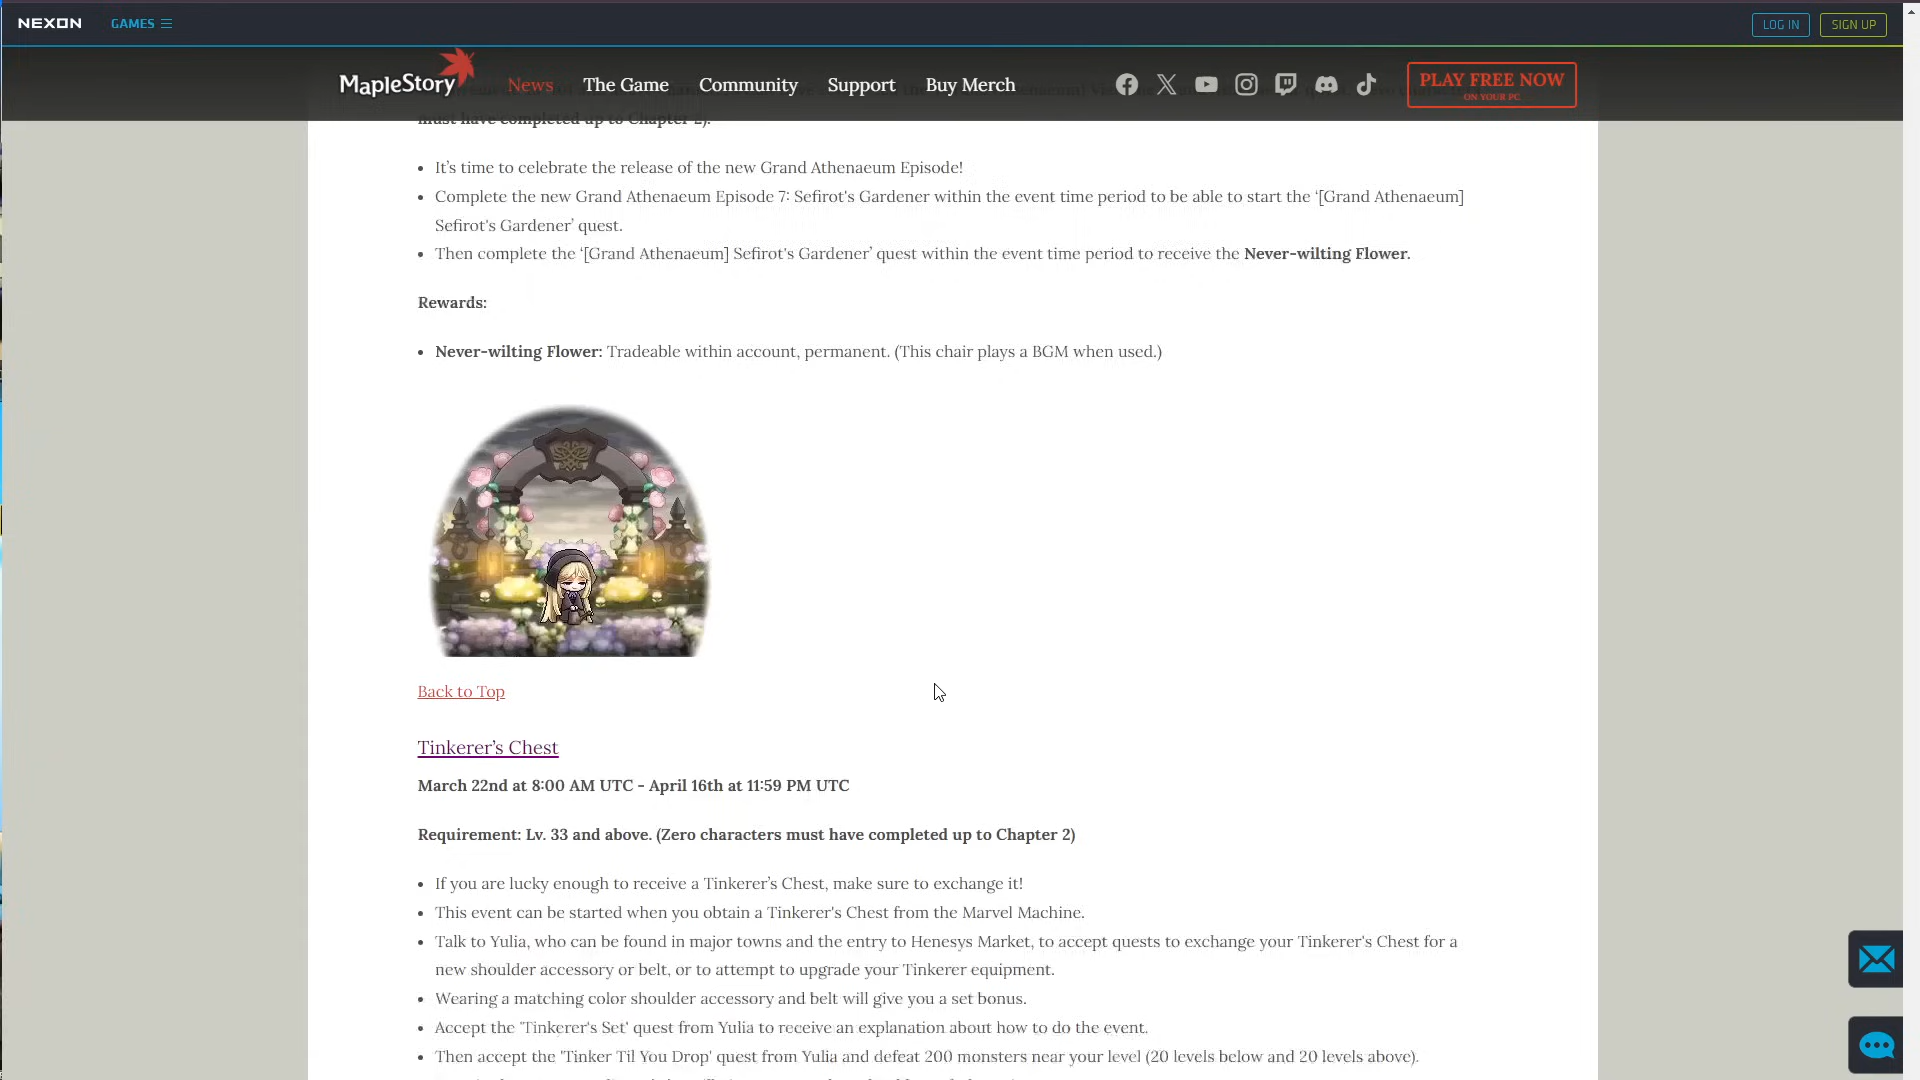 NEXON GAMES LOG IN SIGN UP
MapleStory News The Game Community Support Buy Merch PLAY FREE NOW
ON YOUR PC
must have completed up to Chapter 2).
• It's time to celebrate the release of the new Grand Athenaeum Episode!
• Complete the new Grand Athenaeum Episode 7: Sefirot's Gardener within the event time period to be able to start the ‘[Grand Athenaeum]
Sefirot's Gardener’ quest.
• Then complete the ‘[Grand Athenaeum] Sefirot's Gardener’ quest within the event time period to receive the Never-wilting Flower.
Rewards:
• Never-wilting Flower: Tradeable within account, permanent. (This chair plays a BGM when used.)
Back to Top
Tinkerer’s Chest
March 22nd at 8:00 AM UTC - April 16th at 11:59 PM UTC
Requirement: Lv. 33 and above. (Zero characters must have completed up to Chapter 2)
• If you are lucky enough to receive a Tinkerer’s Chest, make sure to exchange it!
• This event can be started when you obtain a Tinkerer's Chest from the Marvel Machine.
• Talk to Yulia, who can be found in major towns and the entry to Henesys Market, to accept quests to exchange your Tinkerer's Chest for a
new shoulder accessory or belt, or to attempt to upgrade your Tinkerer equipment.
• Wearing a matching color shoulder accessory and belt will give you a set bonus.
• Accept the 'Tinkerer's Set' quest from Yulia to receive an explanation about how to do the event.
• Then accept the 'Tinker Til You Drop' quest from Yulia and defeat 200 monsters near your level (20 levels below and 20 levels above).